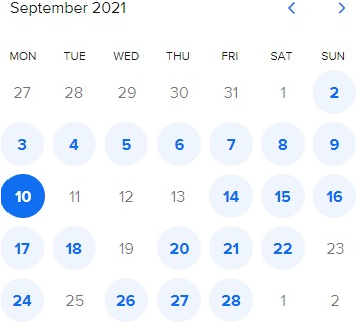 September 2021
MON TUE WED THU FRI SAT SUN
27 28 29 30 31 1 2
3 4 5 6 7 8 9
10 11 12 13 14 15 16
17 18 19 20 21 22 23
24 25 26 27 28 1 2